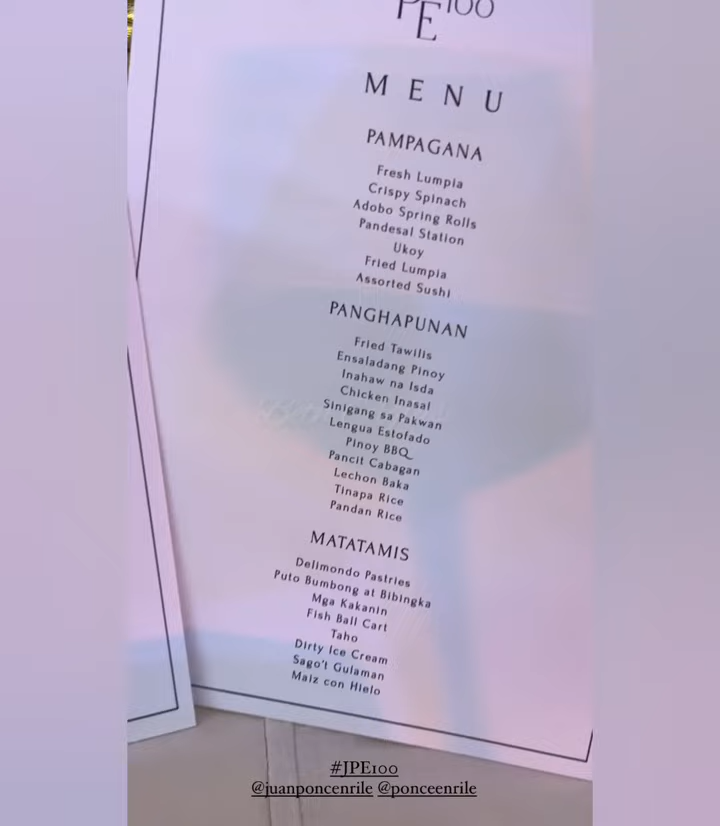 PE100
MENU
PAMPAGANA
Fresh Lumpia
Crispy Spinach
Adobo Spring Rolls
Pandesal Station
Ukoy
Fried Lumpia
Assorted Sushi
PANGHAPUNAN
Fried Tawilis
Ensaladang Pinoy
Inahaw na Isda
Chicken Inasal
Sinigang sa Pakwan
Lengua Estofado
Pinoy BBQ
Pancit Cabagan
Lechon Baka
Tinapa Rice
Pandan Rice
MATATAMIS
Delimondo Pastries
Puto Bumbong at Bibingka
Mga Kakanin
Fish Ball Cart
Taho
Dirty Ice Cream
Sago't Gulaman
Maiz con Hielo
#JPE100
@juanponcenrile @ponceenrile